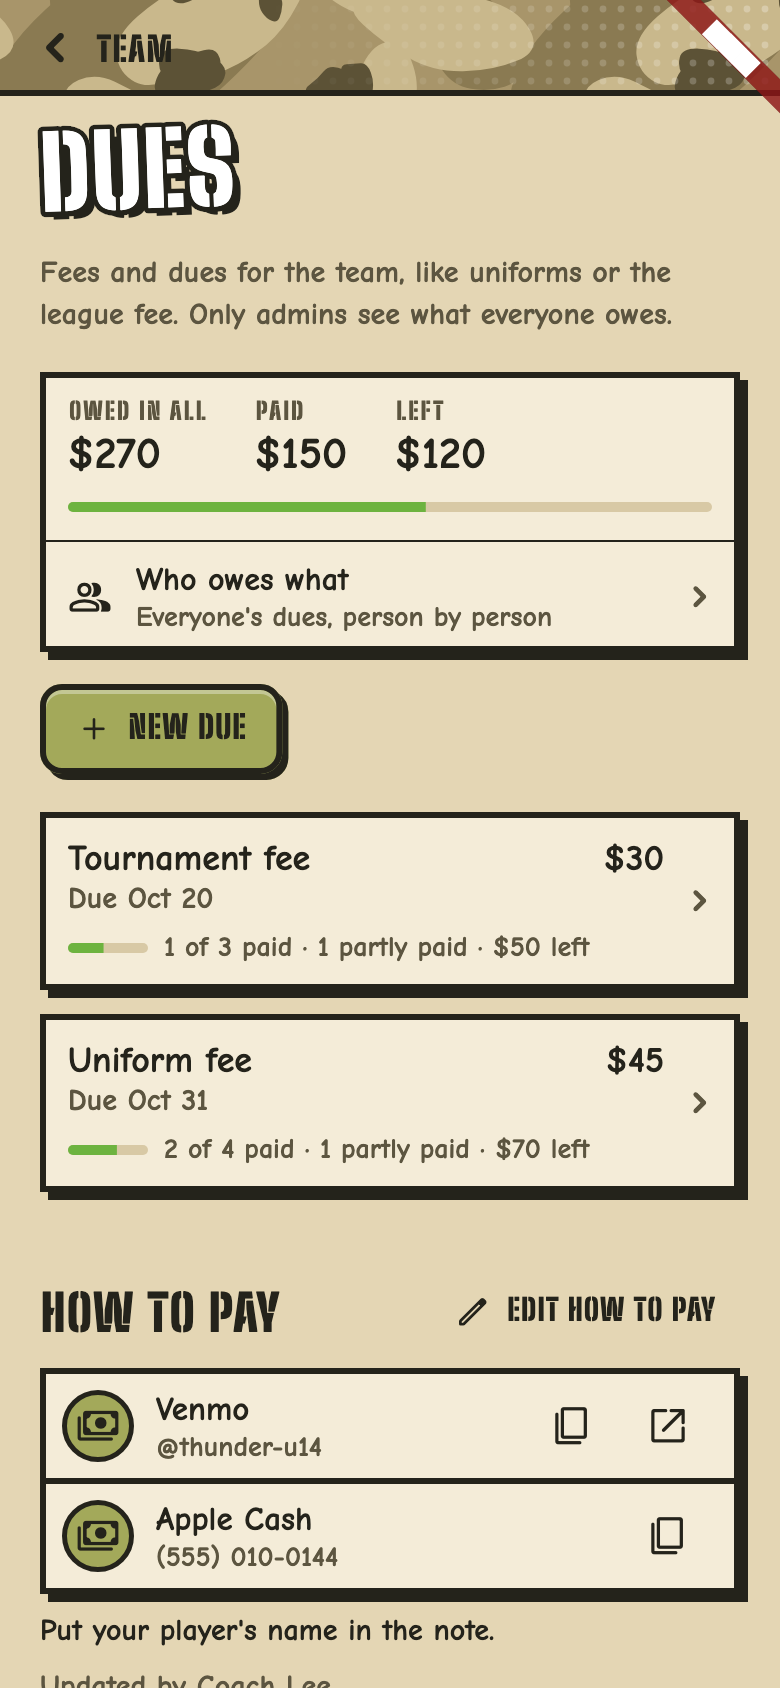 TEAM
DUES
Fees and dues for the team, like uniforms or the
league fee. Only admins see what everyone owes.
OWED IN ALL PAID LEFT
$270 $150 $120
Who owes what
Everyone's dues, person by person
+ NEW DUE
Tournament fee $30
Due Oct 20
1 of 3 paid · 1 partly paid · $50 left
Uniform fee $45
Due Oct 31
2 of 4 paid · 1 partly paid · $70 left
HOW TO PAY EDIT HOW TO PAY
Venmo
@thunder-u14
Apple Cash
(555) 010-0144
Put your player's name in the note.
Updated by Coach Lee